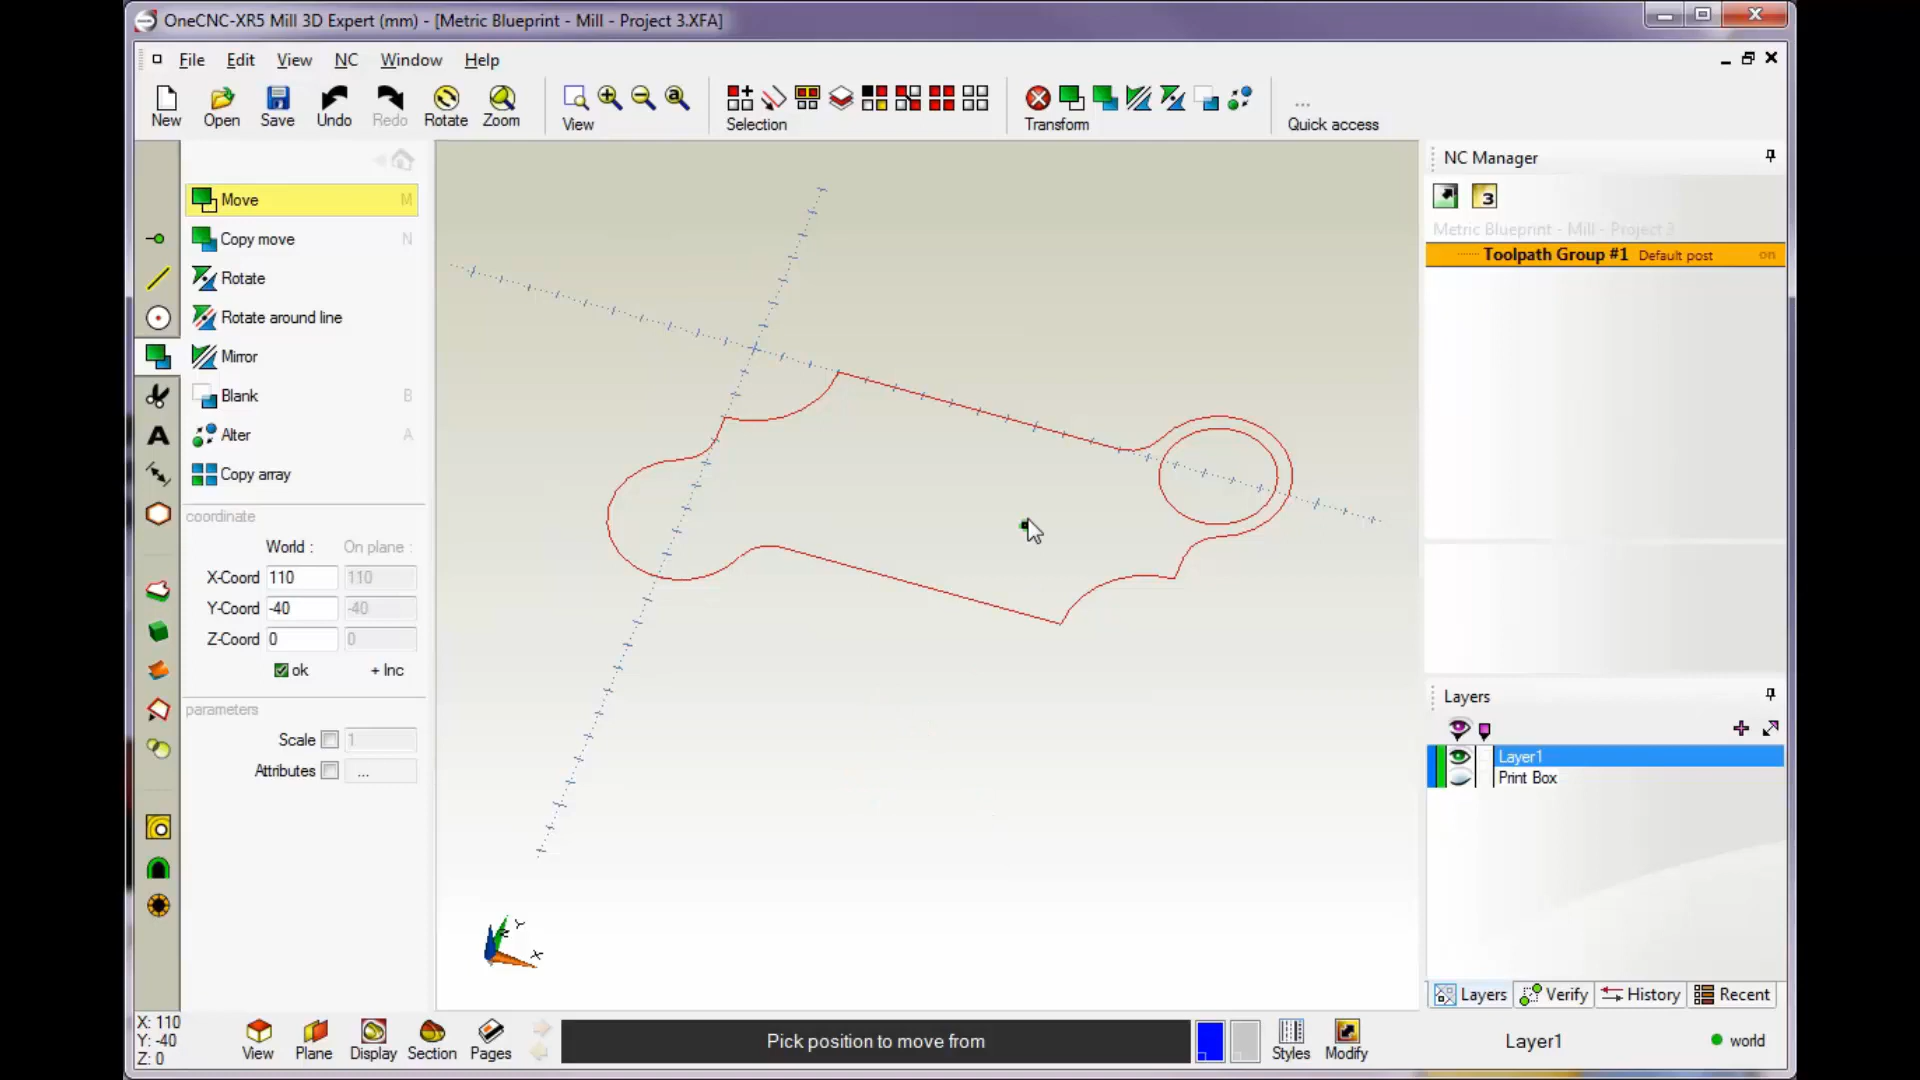 OneCNC-XR5 Mill 3D Expert (mm) - [Metric Blueprint - Mill - Project 3.XFA]
File Edit View NC Window Help
New Open Save Undo Redo Rotate Zoom View Selection Transform ... Quick access
Move M
Copy move N
Rotate
Rotate around line
Mirror
Blank B
Alter A
Copy array
coordinate
World : On plane :
X-Coord 110 110
Y-Coord -40 -40
Z-Coord 0 0
ok + Inc
parameters
Scale 1
Attributes ...
A
Y
X
NC Manager
3
Metric Blueprint - Mill - Project 3
Toolpath Group #1 Default post on
Layers
Layer1
Print Box
Layers Verify History Recent
X: 110
Y: -40
Z: 0
View Plane Display Section Pages
Pick position to move from
Styles Modify
Layer1
world